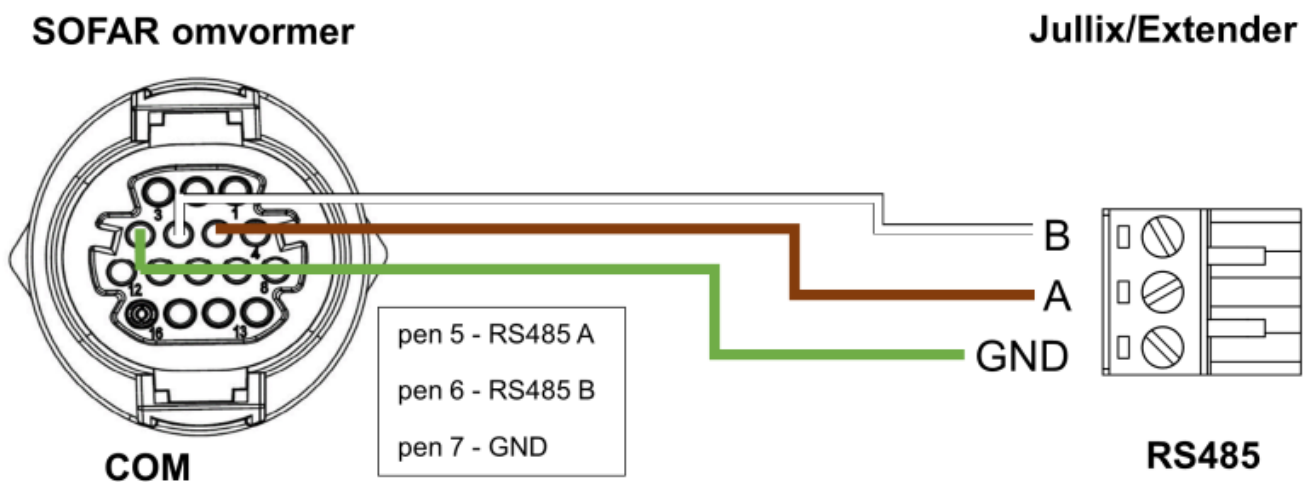 SOFAR omvormer
Jullix/Extender
3
1
4
12
8
16
13
B
A
GND
pen 5 - RS485 A
pen 6 - RS485 B
pen 7 - GND
COM
RS485